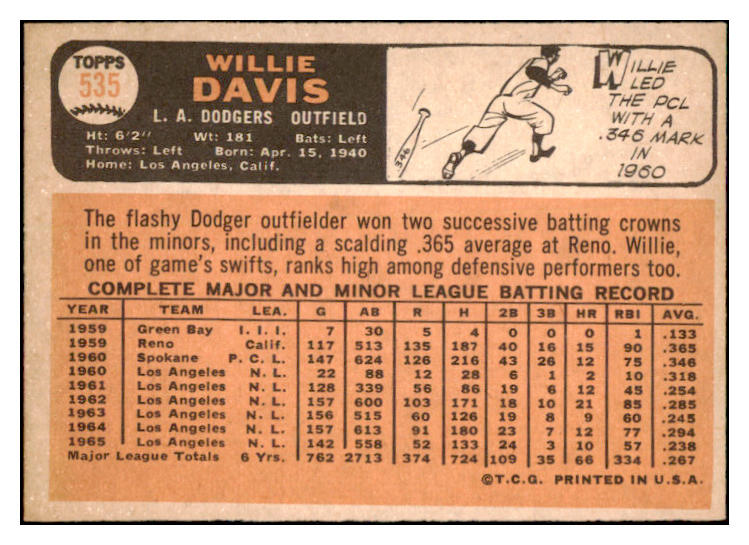 TOPPS
535
WILLIE
DAVIS
L. A. DODGERS OUTFIELD
Ht: 6'2" Wt: 181 Bats: Left
Throws: Left Born: Apr. 15, 1940
Home: Los Angeles, Calif.
.346
WILLIE
LED
THE PCL
WITH A
.346 MARK
IN
1960
The flashy Dodger outfielder won two successive batting crowns
in the minors, including a scalding .365 average at Reno. Willie,
one of game's swifts, ranks high among defensive performers too.
COMPLETE MAJOR AND MINOR LEAGUE BATTING RECORD
YEAR TEAM LEA. G AB R H 2B 3B HR RBI AVG.
1959 Green Bay I. I. I. 7 30 5 4 0 0 0 1 .133
1959 Reno Calif. 117 513 135 187 40 16 15 90 .365
1960 Spokane P. C. L. 147 624 126 216 43 26 12 75 .346
1960 Los Angeles N. L. 22 88 12 28 6 1 2 10 .318
1961 Los Angeles N. L. 128 339 56 86 19 6 12 45 .254
1962 Los Angeles N. L. 157 600 103 171 18 10 21 85 .285
1963 Los Angeles N. L. 156 515 60 126 19 8 9 60 .245
1964 Los Angeles N. L. 157 613 91 180 23 7 12 77 .294
1965 Los Angeles N. L. 142 558 52 133 24 3 10 57 .238
Major League Totals 6 Yrs. 762 2713 374 724 109 35 66 334 .267
©T.C.G. PRINTED IN U.S.A.